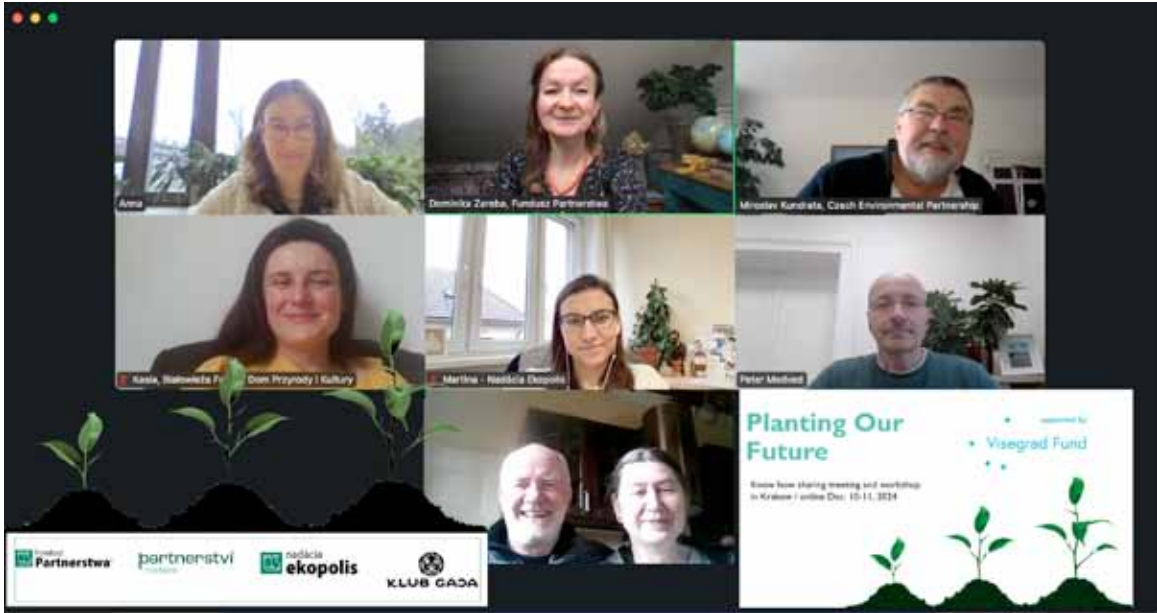 Anna
Dominika Zaręba, Fundusz Partnerstwa
Miroslav Kundrata, Czech Environmental Partnership
Kasia, Białowieża Dom Przyrody i Kultury
Martina - Nadácia Ekopolis
Peter Medved
Planting Our
Future
supported by
Visegrad Fund
Know how sharing meeting and workshop
in Krakow / online Dec. 10-11, 2024
Fundusz
Partnerstwa
partnerství
nadácia
ekopolis
KLUB GAJA